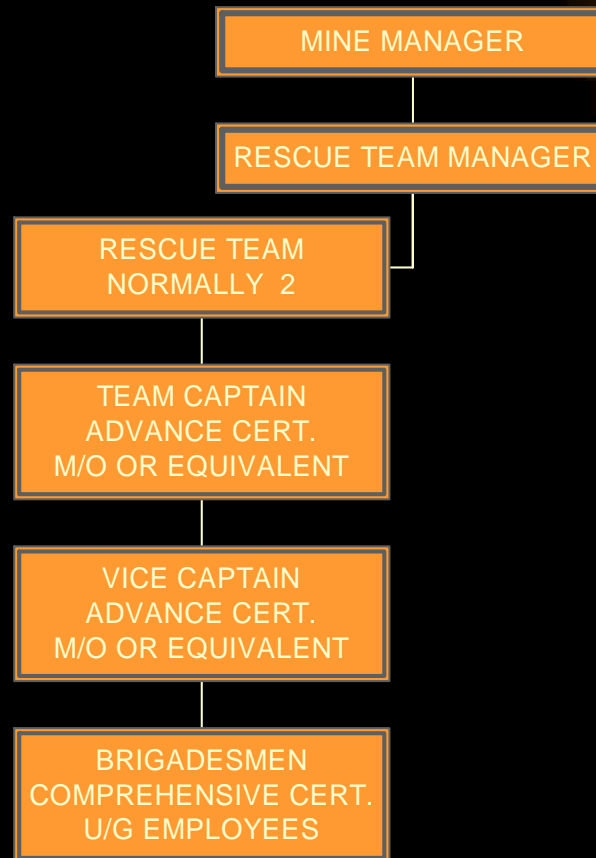 MINE MANAGER
RESCUE TEAM MANAGER
RESCUE TEAM
NORMALLY 2
TEAM CAPTAIN
ADVANCE CERT.
M/O OR EQUIVALENT
VICE CAPTAIN
ADVANCE CERT.
M/O OR EQUIVALENT
BRIGADESMEN
COMPREHENSIVE CERT.
U/G EMPLOYEES